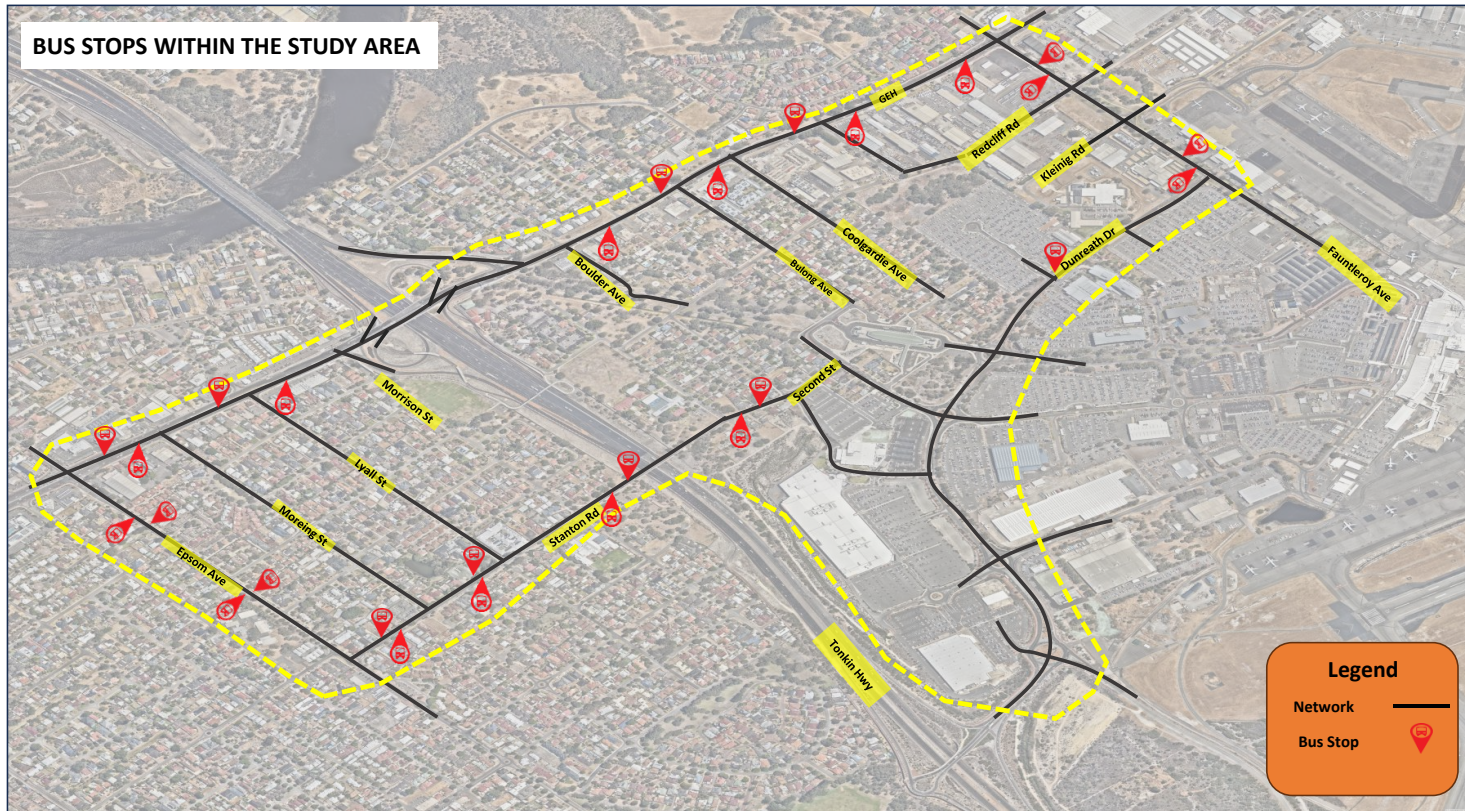 BUS STOPS WITHIN THE STUDY AREA
GEH
Redcliff Rd
Kleinig Rd
Coolgardie Ave
Dunreath Dr
Bulong Ave
Boulder Ave
Fauntleroy Ave
Second St
Morrison St
Lyall St
Moreing St
Stanton Rd
Epsom Ave
Tonkin Hwy
Legend
Network
Bus Stop